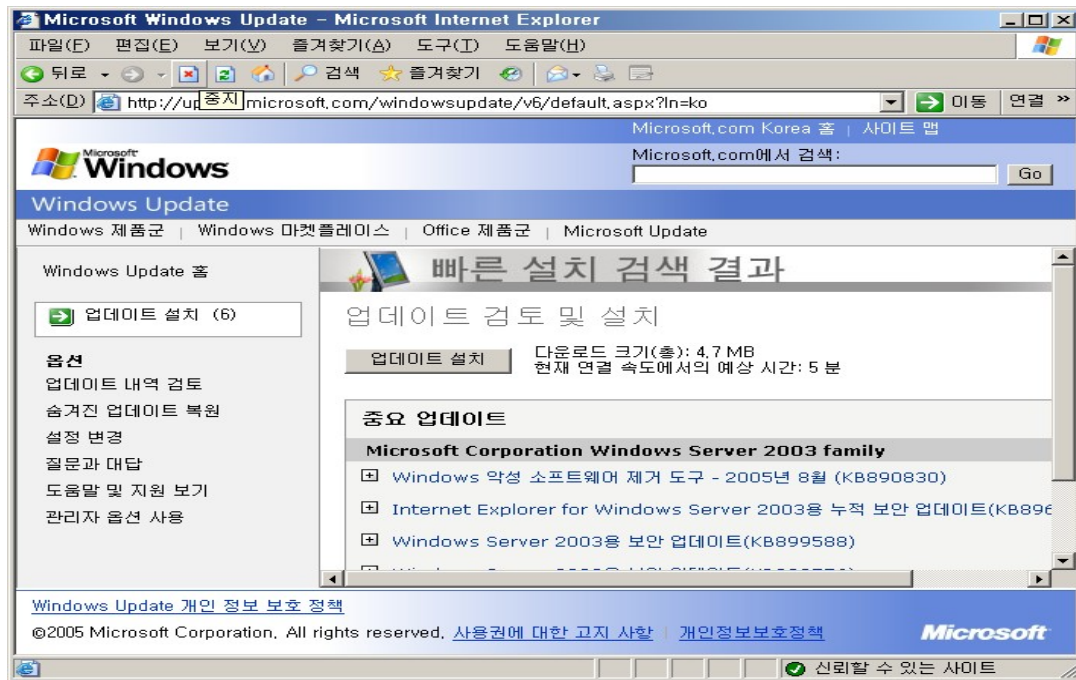 Microsoft Windows Update - Microsoft Internet Explorer
파일(F) 편집(E) 보기(V) 즐겨찾기(A) 도구(T) 도움말(H)
뒤로 검색 즐겨찾기
주소(D) http://up 중지 microsoft.com/windowsupdate/v6/default.aspx?ln=ko 이동 연결 »
Microsoft.com Korea 홈 | 사이트 맵
Microsoft Windows
Microsoft.com에서 검색:
Go
Windows Update
Windows 제품군 | Windows 마켓플레이스 | Office 제품군 | Microsoft Update
Windows Update 홈
업데이트 설치 (6)
옵션
업데이트 내역 검토
숨겨진 업데이트 복원
설정 변경
질문과 대답
도움말 및 지원 보기
관리자 옵션 사용
빠른 설치 검색 결과
업데이트 검토 및 설치
업데이트 설치
다운로드 크기(총): 4.7 MB
현재 연결 속도에서의 예상 시간: 5 분
중요 업데이트
Microsoft Corporation Windows Server 2003 family
Windows 악성 소프트웨어 제거 도구 - 2005년 8월 (KB890830)
Internet Explorer for Windows Server 2003용 누적 보안 업데이트(KB896
Windows Server 2003용 보안 업데이트(KB899588)
Windows Update 개인 정보 보호 정책
©2005 Microsoft Corporation. All rights reserved. 사용권에 대한 고지 사항 | 개인정보보호정책
Microsoft
신뢰할 수 있는 사이트